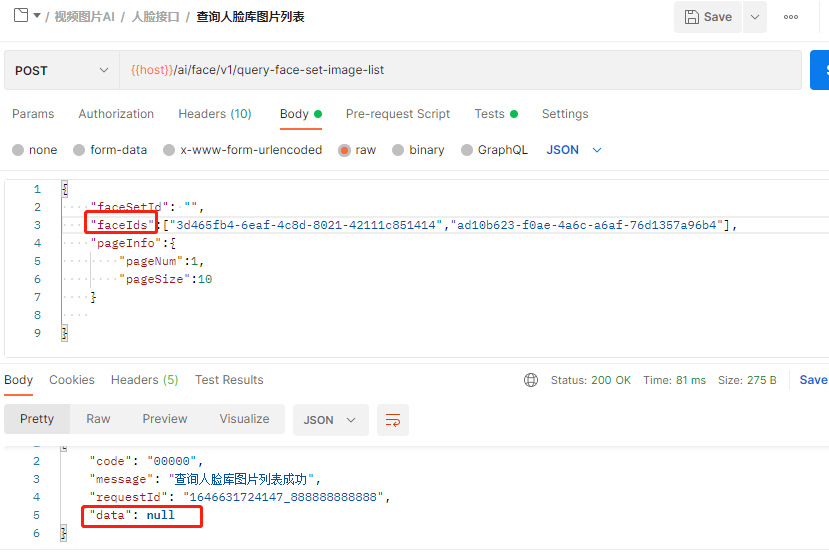 / 视频图片AI / 人脸接口 / 查询人脸库图片列表 Save
POST {{host}}/ai/face/v1/query-face-set-image-list
Params Authorization Headers (10) Body Pre-request Script Tests Settings
none form-data x-www-form-urlencoded raw binary GraphQL JSON
1 {
2 "faceSetId": "",
3 "faceIds":["3d465fb4-6eaf-4c8d-8021-42111c851414","ad10b623-f0ae-4a6c-a6af-76d1357a96b4"],
4 "pageInfo":{
5 "pageNum":1,
6 "pageSize":10
7 }
8
9 }
Body Cookies Headers (5) Test Results Status: 200 OK Time: 81 ms Size: 275 B Save
Pretty Raw Preview Visualize JSON
{
2 "code": "00000",
3 "message": "查询人脸库图片列表成功",
4 "requestId": "1646631724147_888888888888",
5 "data": null
6 }